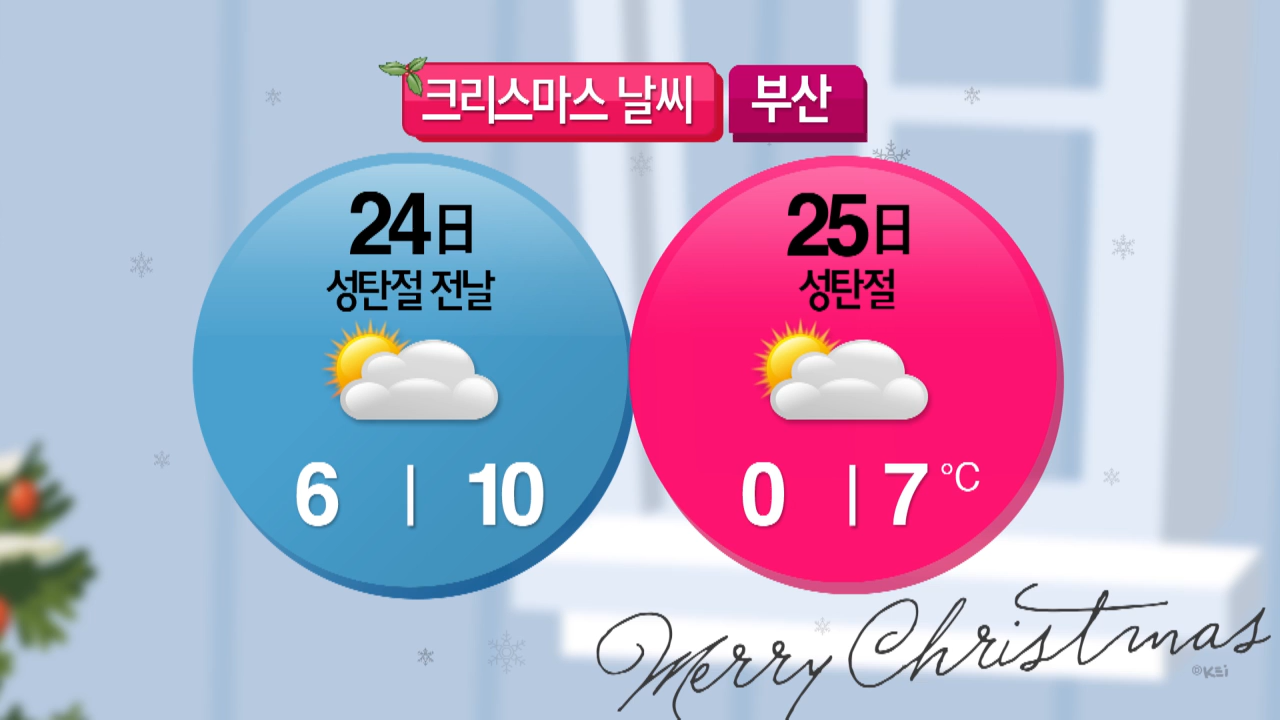 크리스마스 날씨 부산
24日
성탄절 전날
6 | 10
25日
성탄절
0 | 7 °C
Merry Christmas